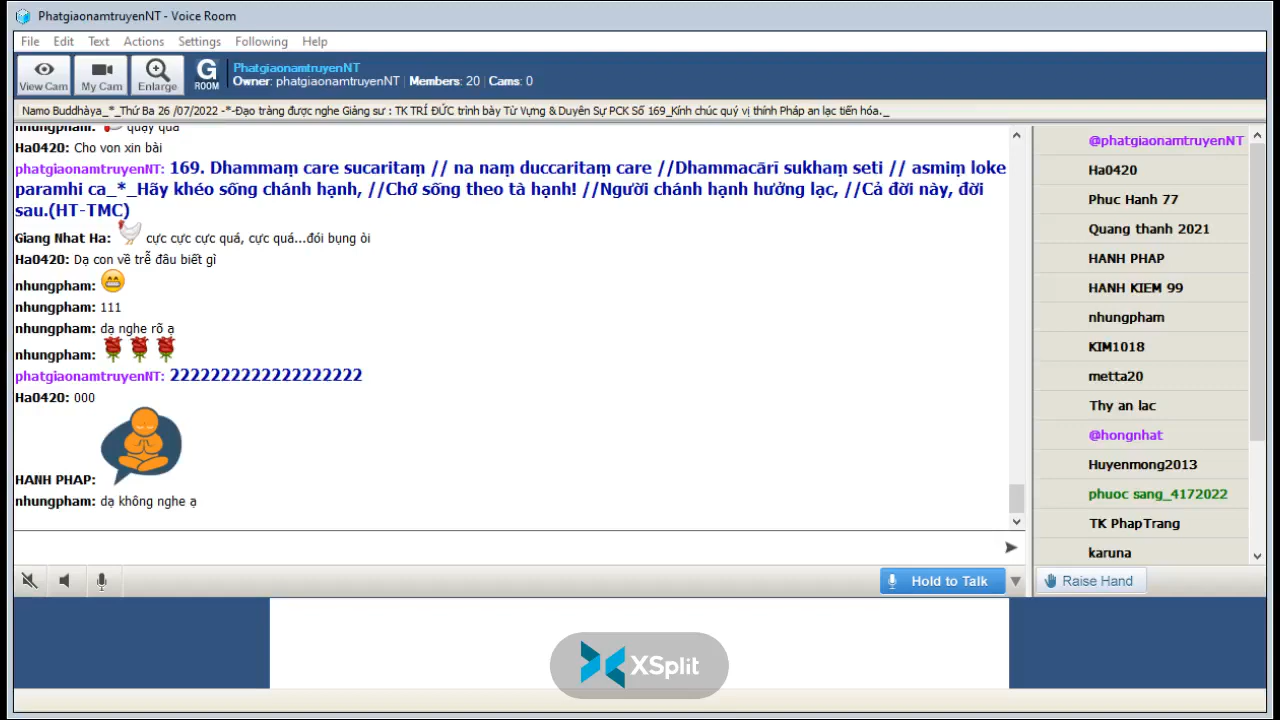 PhatgiaonamtruyenNT - Voice Room
File Edit Text Actions Settings Following Help
View Cam
My Cam
Enlarge
G
ROOM
PhatgiaonamtruyenNT
Owner: phatgiaonamtruyenNT | Members: 20 | Cams: 0
Namo Buddhàya_*_Thứ Ba 26 /07/2022 -*-Đạo tràng được nghe Giảng sư : TK TRÍ ĐỨC trình bày Từ Vựng & Duyên Sự PCK Số 169_Kính chúc quý vị thính Pháp an lạc tiến hóa._
nhungpham: quậy quá
Ha0420: Cho von xin bài
phatgiaonamtruyenNT: 169. Dhammaṃ care sucaritaṃ // na naṃ duccaritaṃ care //Dhammacārī sukhaṃ seti // asmiṃ loke
paramhi ca_*_Hãy khéo sống chánh hạnh, //Chớ sống theo tà hạnh! //Người chánh hạnh hưởng lạc, //Cả đời này, đời
sau.(HT-TMC)
Giang Nhat Ha: cực cực cực quá, cực quá...đói bụng òi
Ha0420: Dạ con về trễ đâu biết gì
nhungpham:
nhungpham: 111
nhungpham: dạ nghe rõ ạ
nhungpham:
phatgiaonamtruyenNT: 2222222222222222222
Ha0420: 000
HANH PHAP:
nhungpham: dạ không nghe ạ
Hold to Talk
@phatgiaonamtruyenNT
Ha0420
Phuc Hanh 77
Quang thanh 2021
HANH PHAP
HANH KIEM 99
nhungpham
KIM1018
metta20
Thy an lac
@hongnhat
Huyenmong2013
phuoc sang_4172022
TK PhapTrang
karuna
Raise Hand
XSplit